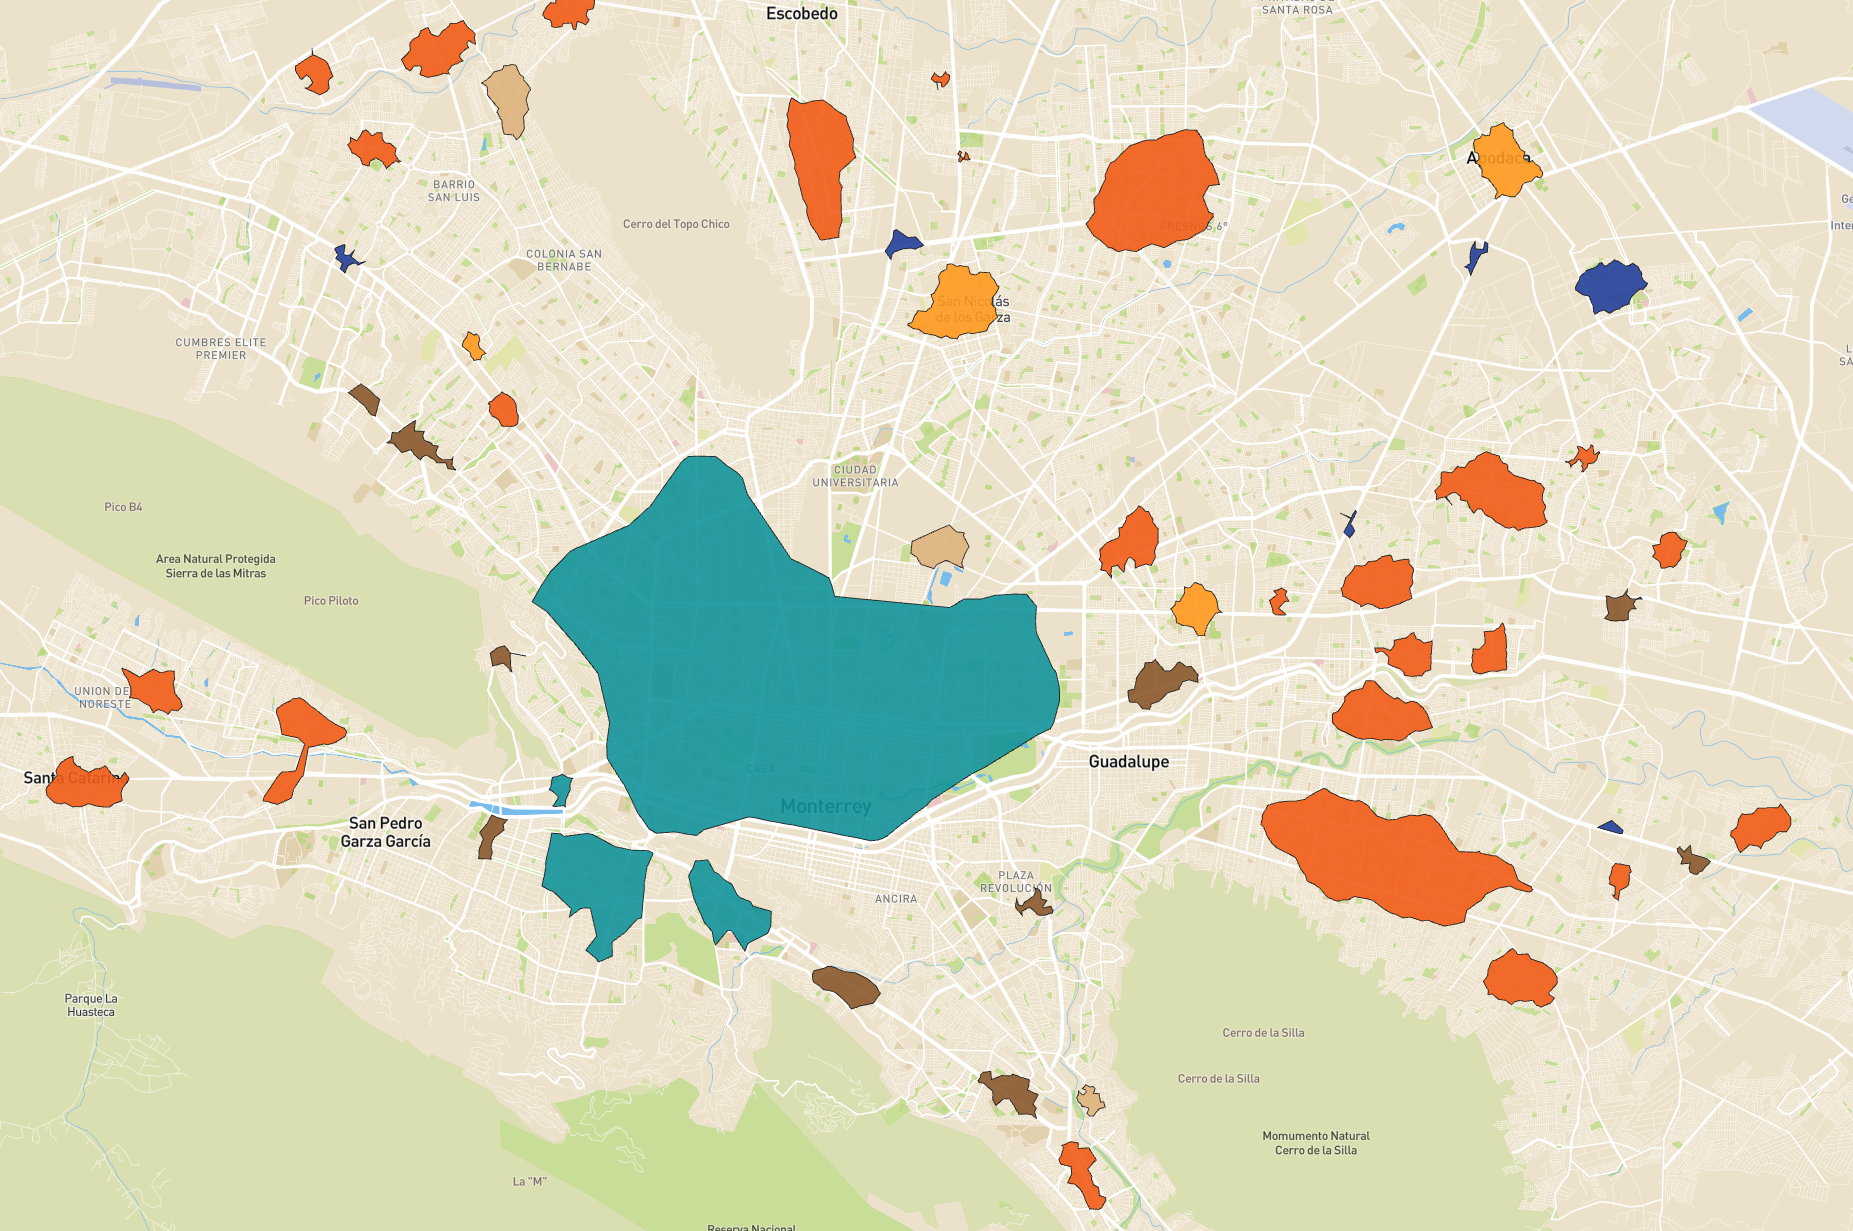 Escobedo
SANTA ROSA
BARRIO
SAN LUIS
Cerro del Topo Chico
COLONIA SAN
BERNABE
Apodaca
FRESNOS 6°
San Nicolás
de los Garza
CUMBRES ELITE
PREMIER
CIUDAD
UNIVERSITARIA
Pico B4
Area Natural Protegida
Sierra de las Mitras
Pico Piloto
UNION DE
NORESTE
Santa Catarina
San Pedro
Garza García
CASA
Monterrey
Guadalupe
PLAZA
REVOLUCIÓN
ANCIRA
Parque La
Huasteca
Cerro de la Silla
Cerro de la Silla
Momumento Natural
Cerro de la Silla
La "M"
Reserva Nacional